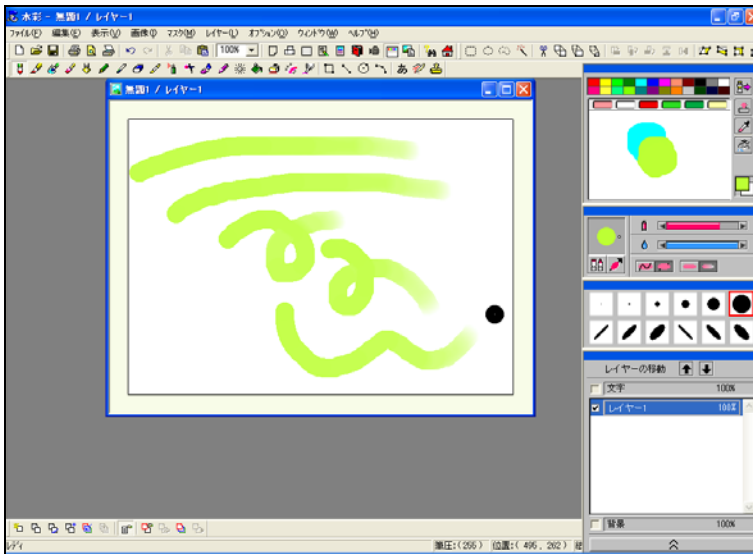 水彩 - 無題1 / レイヤー1
ファイル(F) 編集(E) 表示(V) 画像(I) マスク(M) レイヤー(L) オプション(O) ウィンドウ(W) ヘルプ(H)
100%
あ
無題1 / レイヤー1
レイヤーの移動
文字 100%
レイヤー1 100%
背景 100%
レディ
筆圧:(255) 位置:( 495, 262)